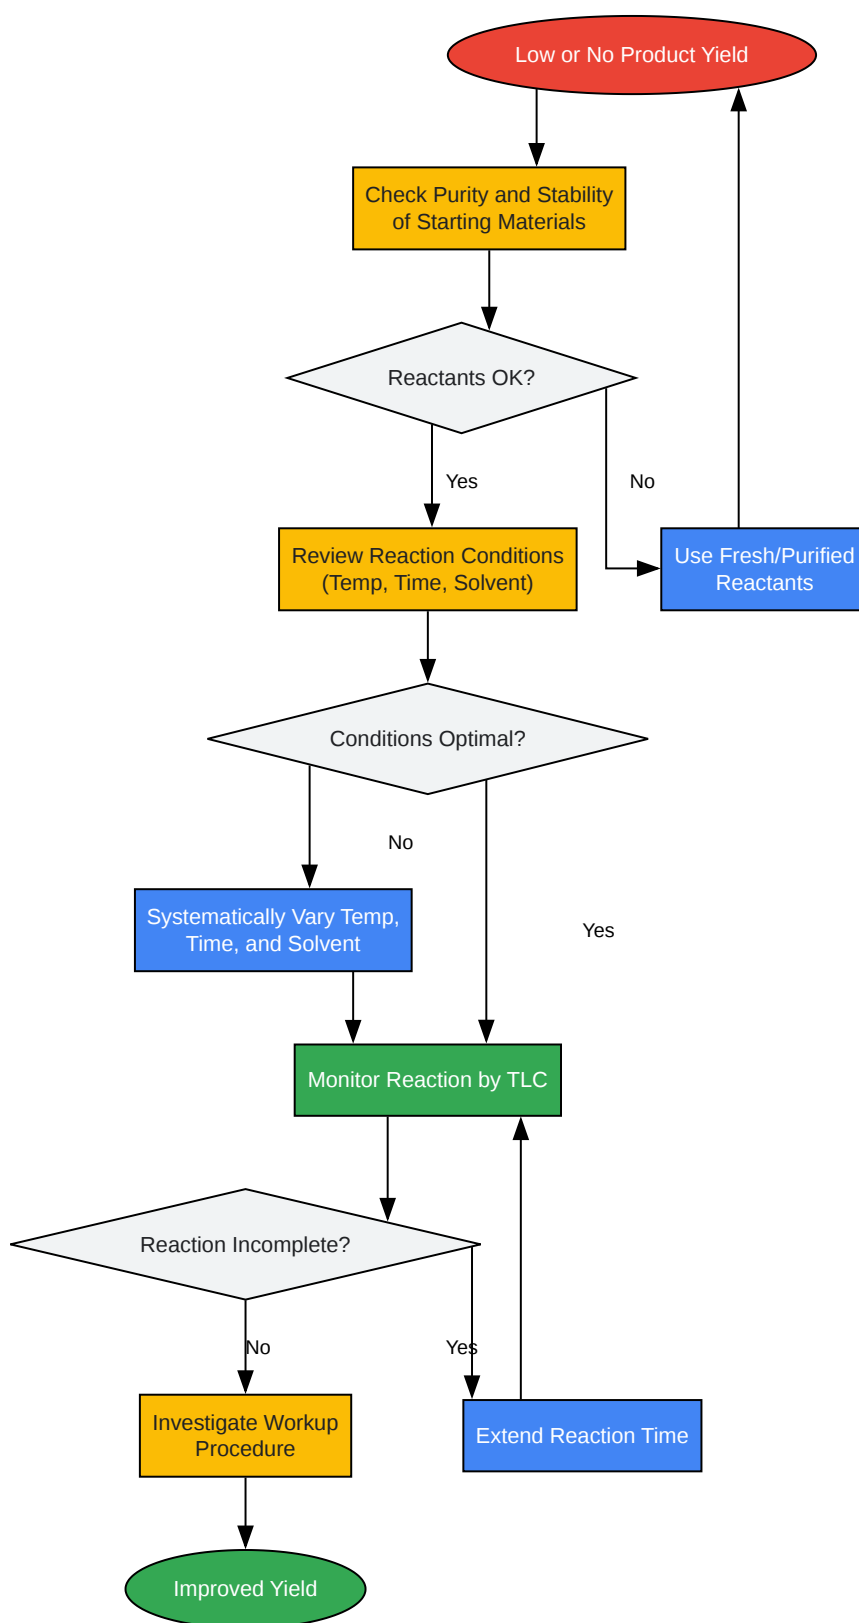 Low or No Product Yield
Check Purity and Stability
of Starting Materials
Reactants OK?
Yes
No
Review Reaction Conditions
(Temp, Time, Solvent)
Use Fresh/Purified
Reactants
Conditions Optimal?
No
Systematically Vary Temp,
Time, and Solvent
Yes
Monitor Reaction by TLC
Reaction Incomplete?
No
Yes
Investigate Workup
Procedure
Extend Reaction Time
Improved Yield